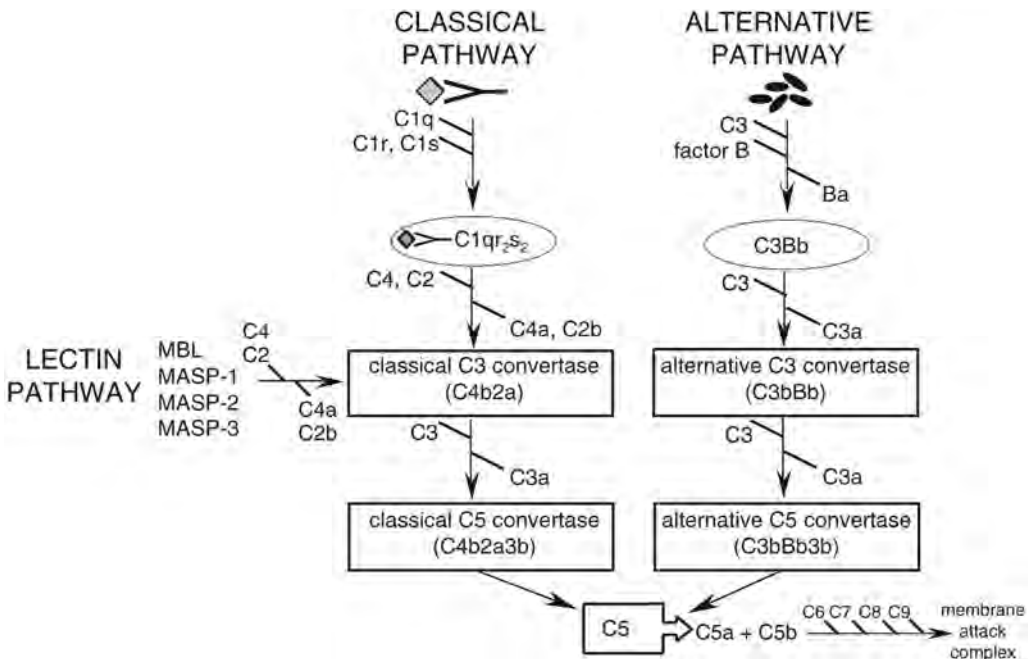 CLASSICAL
PATHWAY
ALTERNATIVE
PATHWAY
C1q
C1r, C1s
C3
factor B
Ba
C1qr₂s₂
C3Bb
C4, C2
C4a, C2b
C3
C3a
LECTIN
PATHWAY
MBL
MASP-1
MASP-2
MASP-3
C4
C2
C4a
C2b
classical C3 convertase
(C4b2a)
alternative C3 convertase
(C3bBb)
C3
C3a
C3
C3a
classical C5 convertase
(C4b2a3b)
alternative C5 convertase
(C3bBb3b)
C5
C5a + C5b
C6 C7 C8 C9
membrane
attack
complex